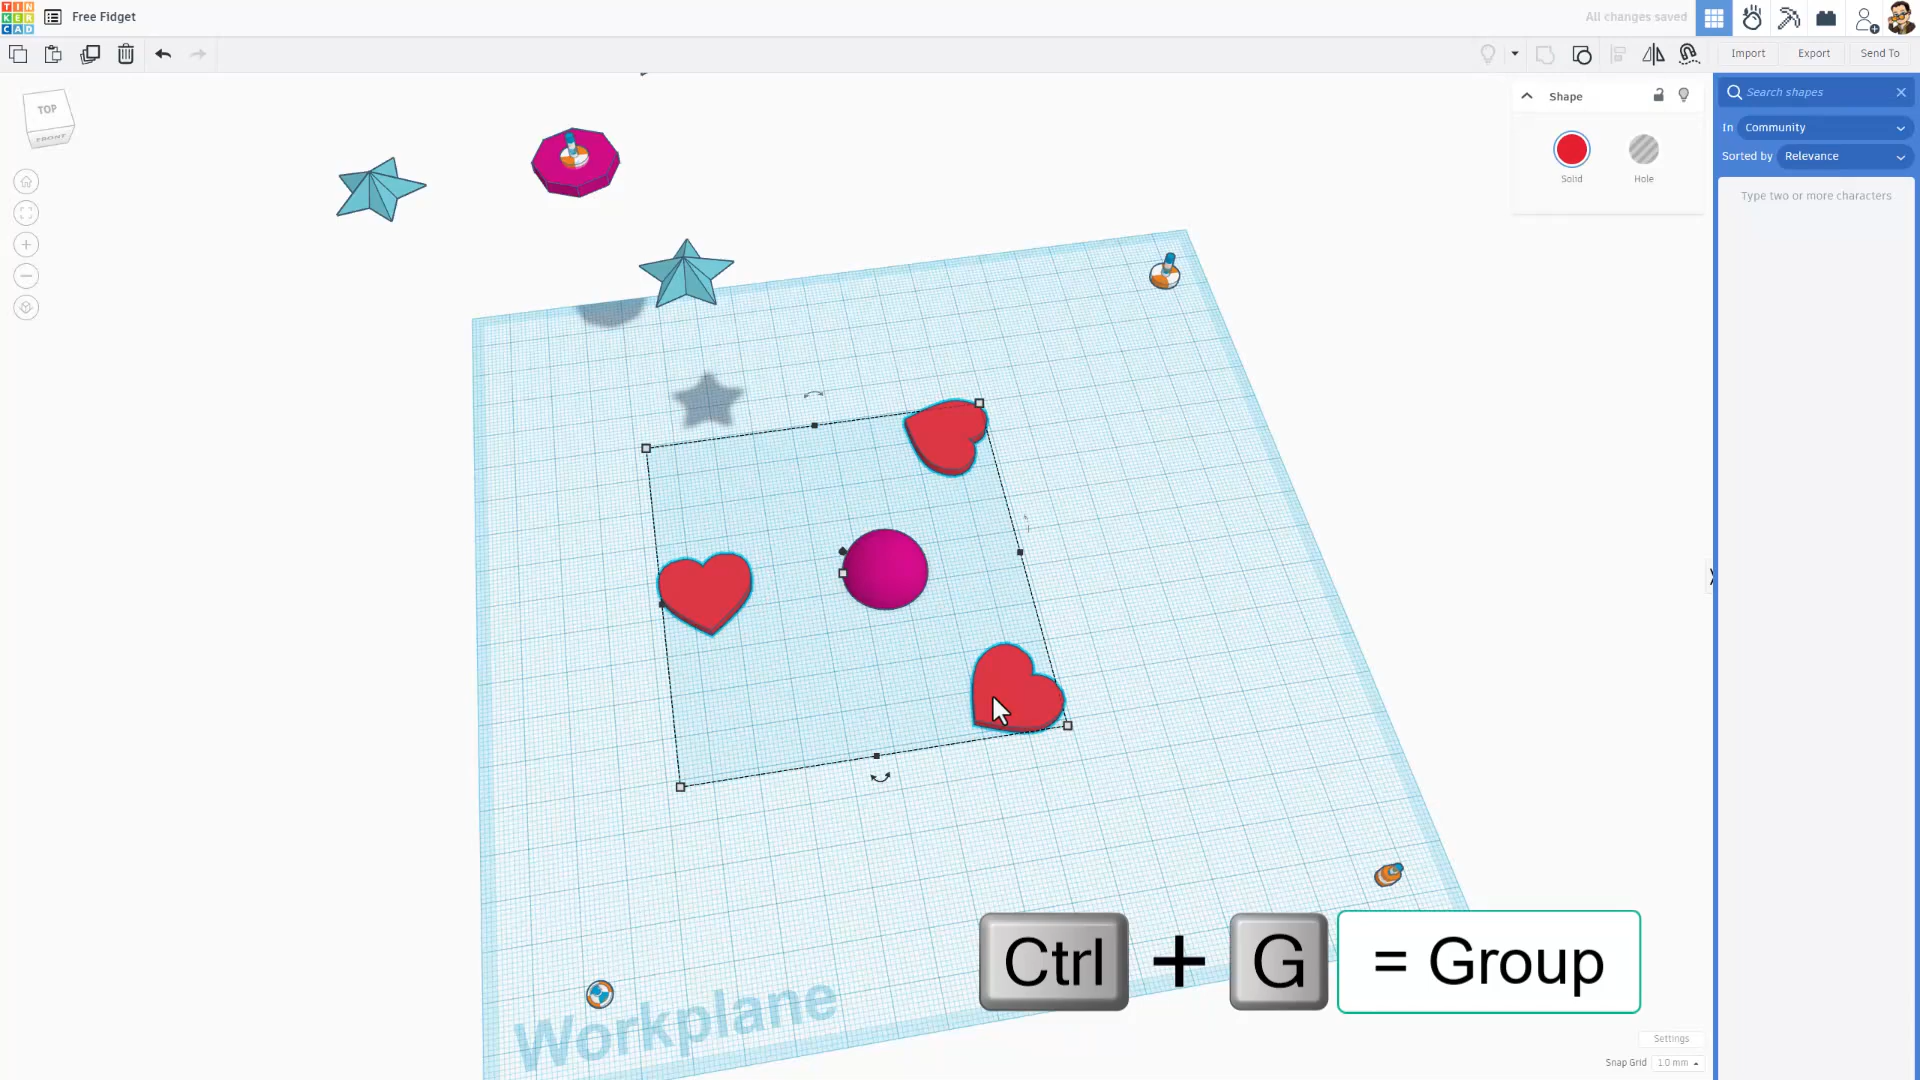 TIN
KER
CAD
Free Fidget
All changes saved
Import
Export
Send To
TOP
FRONT
Shape
Solid
Hole
Search shapes
In
Community
Sorted by
Relevance
Type two or more characters
Workplane
Ctrl + G = Group
Settings
Snap Grid
1.0 mm